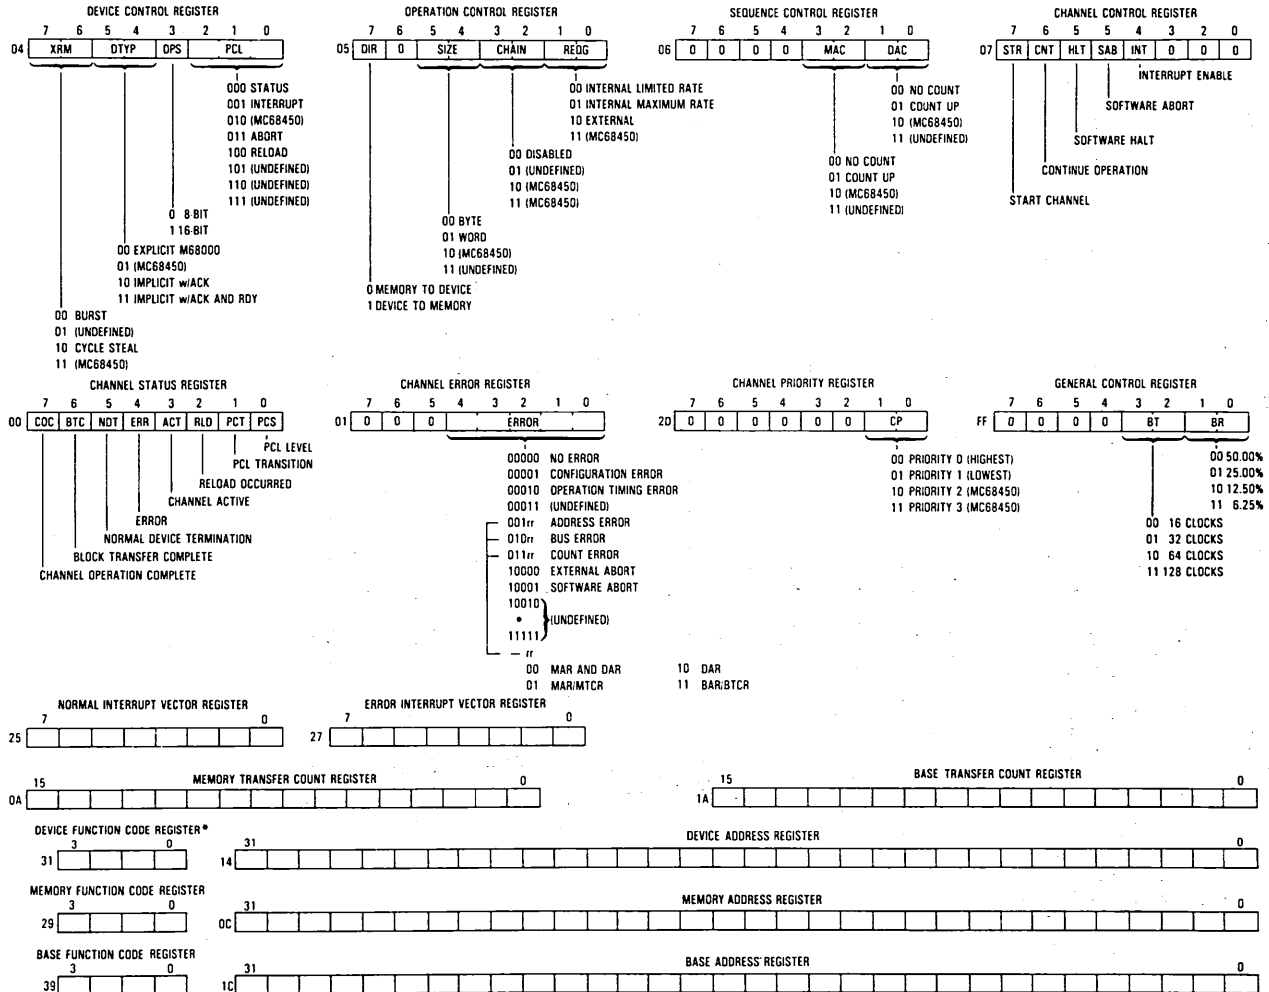 DEVICE CONTROL REGISTER
7 6 5 4 3 2 1 0
04 XRM DTYP DPS PCL
000 STATUS
001 INTERRUPT
010 (MC68450)
011 ABORT
100 RELOAD
101 (UNDEFINED)
110 (UNDEFINED)
111 (UNDEFINED)
0 8-BIT
1 16-BIT
00 EXPLICIT M68000
01 (MC68450)
10 IMPLICIT w/ACK
11 IMPLICIT w/ACK AND RDY
00 BURST
01 (UNDEFINED)
10 CYCLE STEAL
11 (MC68450)
OPERATION CONTROL REGISTER
7 6 5 4 3 2 1 0
05 DIR 0 SIZE CHAIN REQG
00 INTERNAL LIMITED RATE
01 INTERNAL MAXIMUM RATE
10 EXTERNAL
11 (MC68450)
00 DISABLED
01 (UNDEFINED)
10 (MC68450)
11 (MC68450)
00 BYTE
01 WORD
10 (MC68450)
11 (UNDEFINED)
0 MEMORY TO DEVICE
1 DEVICE TO MEMORY
SEQUENCE CONTROL REGISTER
7 6 5 4 3 2 1 0
06 0 0 0 0 MAC DAC
00 NO COUNT
01 COUNT UP
10 (MC68450)
11 (UNDEFINED)
00 NO COUNT
01 COUNT UP
10 (MC68450)
11 (UNDEFINED)
CHANNEL CONTROL REGISTER
7 6 5 5 4 3 2 1 0
07 STR CNT HLT SAB INT 0 0 0
INTERRUPT ENABLE
SOFTWARE ABORT
SOFTWARE HALT
CONTINUE OPERATION
START CHANNEL
CHANNEL STATUS REGISTER
7 6 5 4 3 2 1 0
00 COC BTC NDT ERR ACT RLD PCT PCS
PCL LEVEL
PCL TRANSITION
RELOAD OCCURRED
CHANNEL ACTIVE
ERROR
NORMAL DEVICE TERMINATION
BLOCK TRANSFER COMPLETE
CHANNEL OPERATION COMPLETE
CHANNEL ERROR REGISTER
7 6 5 4 3 2 1 0
01 0 0 0 ERROR
00000 NO ERROR
00001 CONFIGURATION ERROR
00010 OPERATION TIMING ERROR
00011 (UNDEFINED)
001rr ADDRESS ERROR
010rr BUS ERROR
011rr COUNT ERROR
10000 EXTERNAL ABORT
10001 SOFTWARE ABORT
10010
• (UNDEFINED)
11111
rr
00 MAR AND DAR 10 DAR
01 MAR/MTCR 11 BAR/BTCR
CHANNEL PRIORITY REGISTER
7 6 5 4 3 2 1 0
2D 0 0 0 0 0 0 CP
00 PRIORITY 0 (HIGHEST)
01 PRIORITY 1 (LOWEST)
10 PRIORITY 2 (MC68450)
11 PRIORITY 3 (MC68450)
GENERAL CONTROL REGISTER
7 6 5 4 3 2 1 0
FF 0 0 0 0 BT BR
00 50.00%
01 25.00%
10 12.50%
11 6.25%
00 16 CLOCKS
01 32 CLOCKS
10 64 CLOCKS
11 128 CLOCKS
NORMAL INTERRUPT VECTOR REGISTER
7 0
25
ERROR INTERRUPT VECTOR REGISTER
7 0
27
15 MEMORY TRANSFER COUNT REGISTER 0
0A
15 BASE TRANSFER COUNT REGISTER 0
1A
DEVICE FUNCTION CODE REGISTER*
3 0
31
31 DEVICE ADDRESS REGISTER 0
14
MEMORY FUNCTION CODE REGISTER
3 0
29
31 MEMORY ADDRESS REGISTER 0
0C
BASE FUNCTION CODE REGISTER
3 0
39
31 BASE ADDRESS REGISTER 0
1C